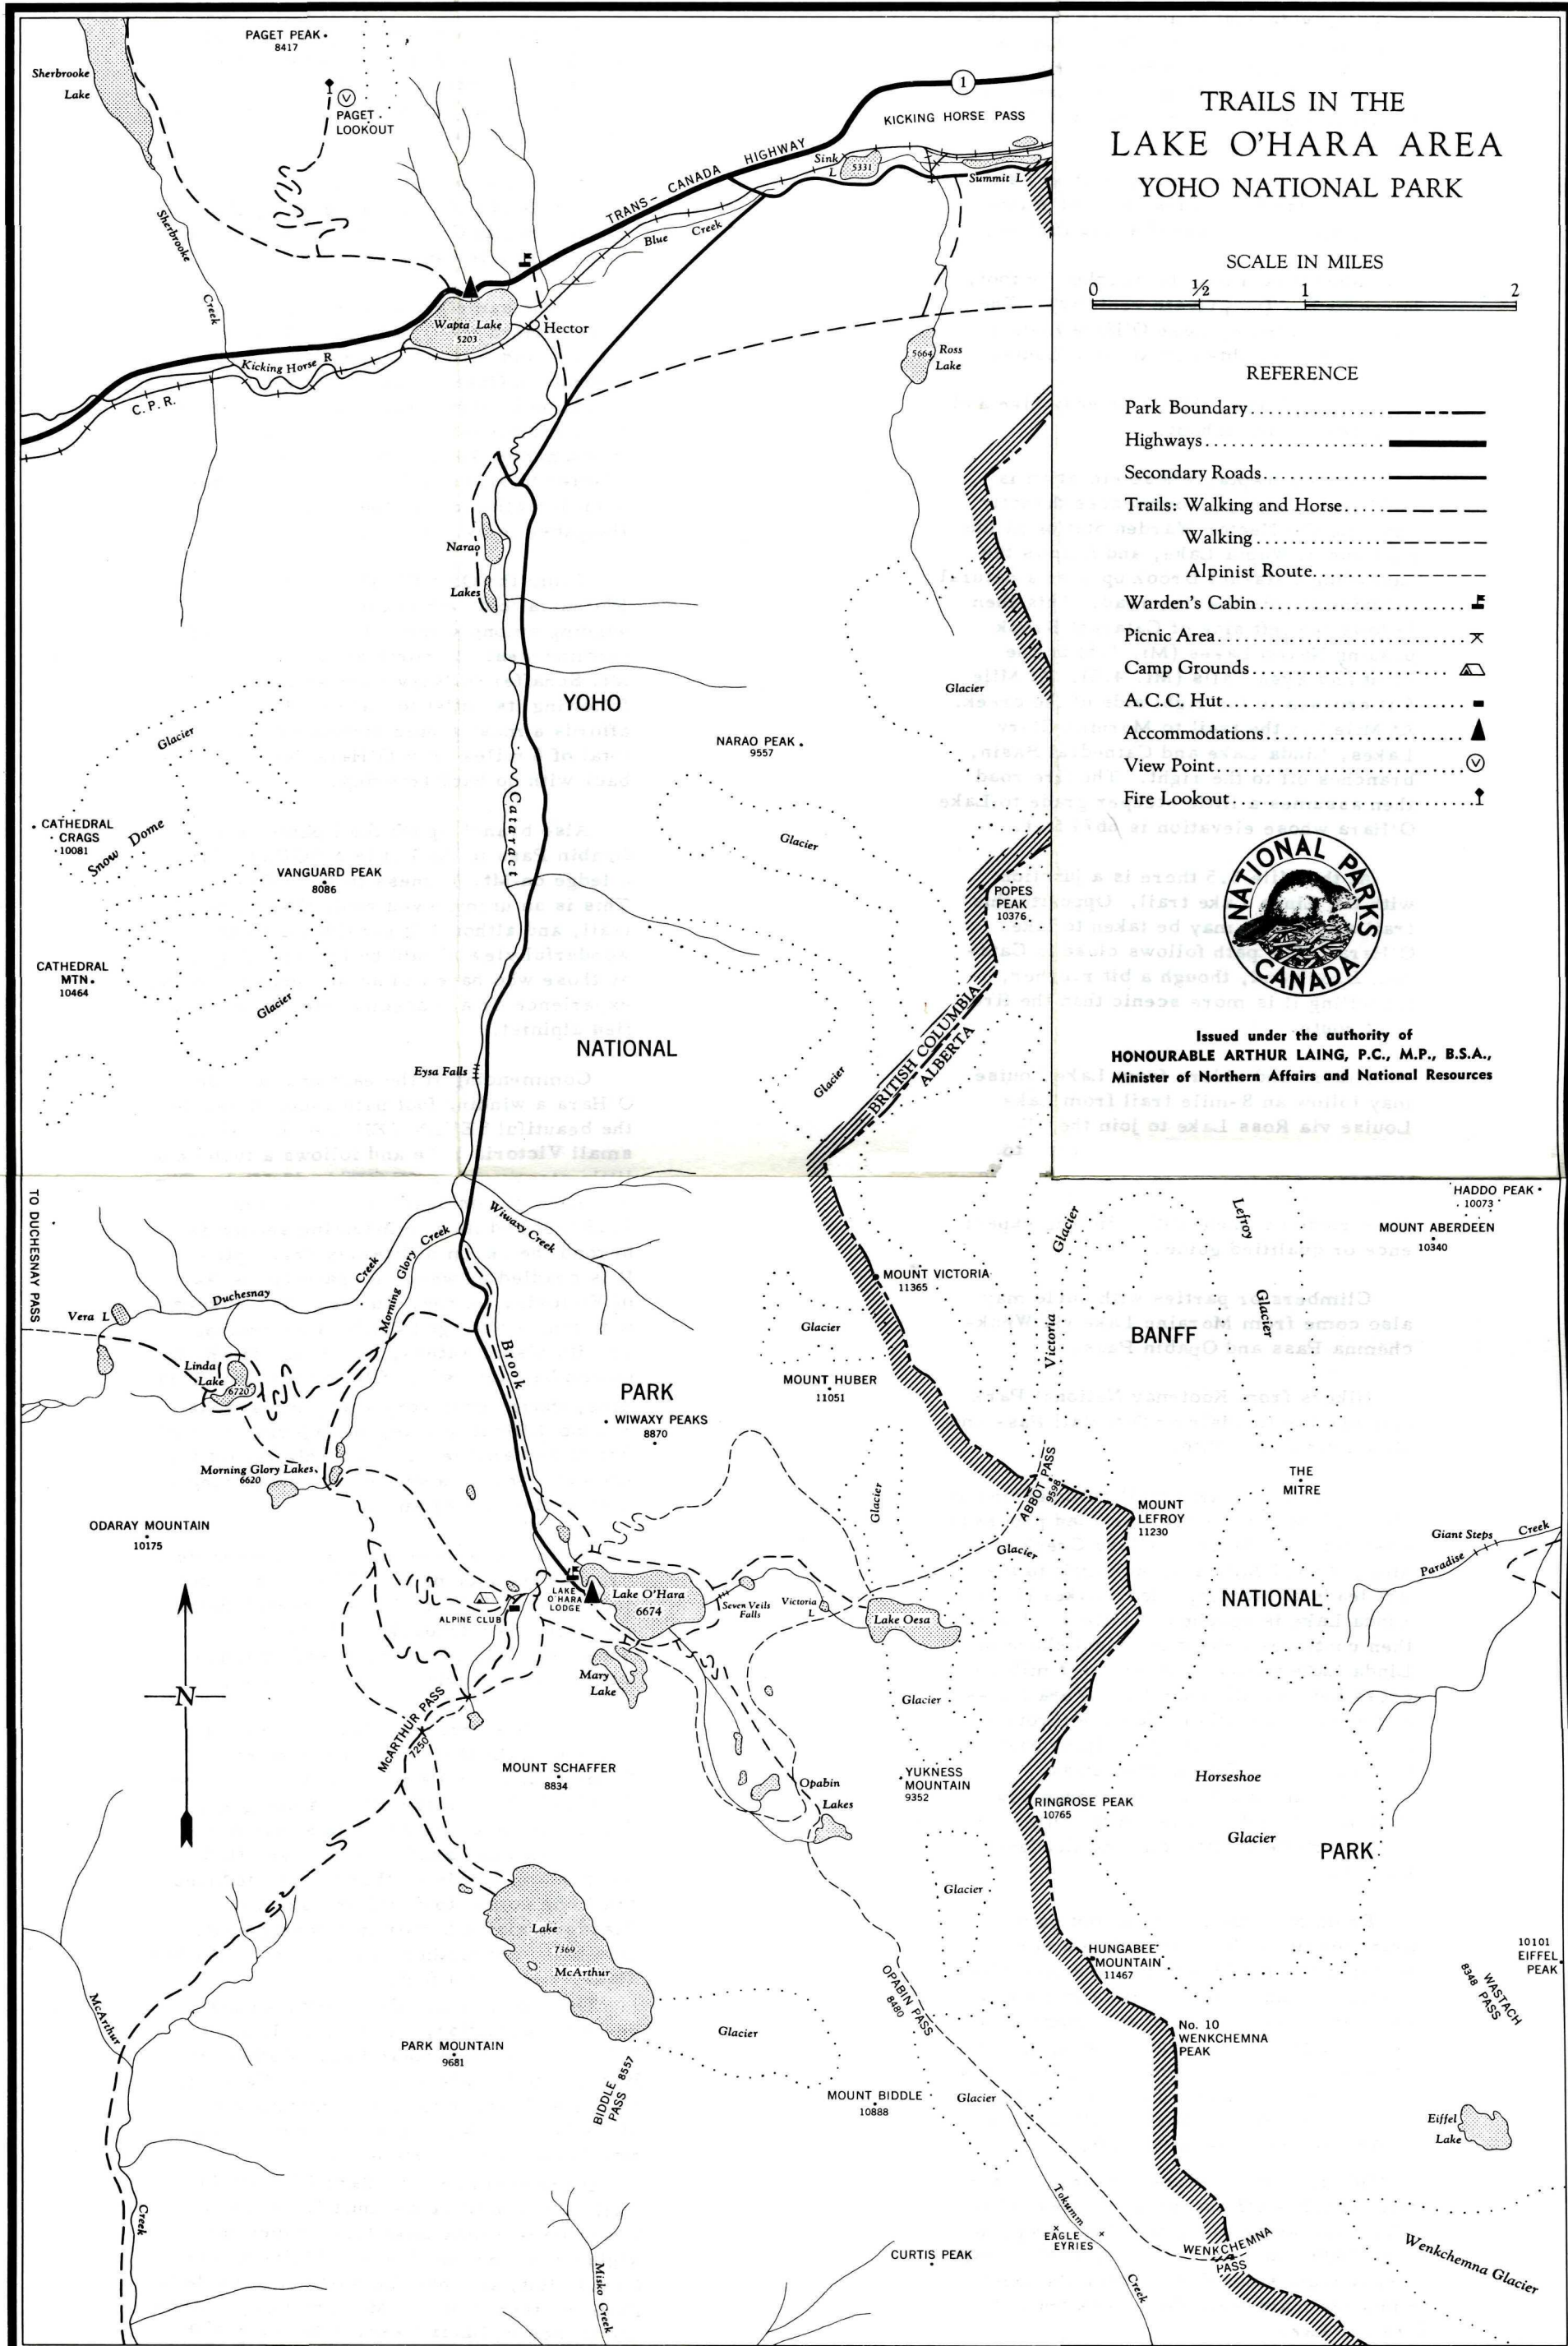 TRAILS IN THE
LAKE O'HARA AREA
YOHO NATIONAL PARK
SCALE IN MILES
0 ½ 1 2
REFERENCE
Park Boundary
Highways
Secondary Roads
Trails: Walking and Horse
Walking
Alpinist Route
Warden's Cabin
Picnic Area
Camp Grounds
A.C.C. Hut
Accommodations
View Point
Fire Lookout
NATIONAL PARKS
CANADA
Issued under the authority of
HONOURABLE ARTHUR LAING, P.C., M.P., B.S.A.,
Minister of Northern Affairs and National Resources
PAGET PEAK
8417
Sherbrooke
Lake
V
PAGET
LOOKOUT
1
KICKING HORSE PASS
TRANS- CANADA HIGHWAY
Sink
L
5331
Summit L
Blue Creek
Sherbrooke
Creek
Wapta Lake
5203
Hector
Kicking Horse R
C.P.R.
5664
Ross
Lake
Narao
Lakes
Glacier
YOHO
NARAO PEAK
9557
Glacier
CATHEDRAL
CRAGS
10081
Snow Dome
VANGUARD PEAK
8086
Cataract
Glacier
POPES
PEAK
10376
CATHEDRAL
MTN.
10464
Glacier
NATIONAL
Eysa Falls
Glacier
BRITISH COLUMBIA
ALBERTA
TO DUCHESNAY PASS
Wiwaxy Creek
Duchesnay
Creek
Morning Glory Creek
Vera L
Linda
Lake
6720
Brook
Glacier
MOUNT VICTORIA
11365
Glacier
Victoria
Lefroy
Glacier
HADDO PEAK
10073
MOUNT ABERDEEN
10340
BANFF
PARK
MOUNT HUBER
11051
WIWAXY PEAKS
8870
Morning Glory Lakes
6620
ODARAY MOUNTAIN
10175
Glacier
ABBOT PASS
9598
THE
MITRE
MOUNT
LEFROY
11230
Glacier
Giant Steps
Paradise Creek
LAKE
O'HARA
LODGE
Lake O'Hara
6674
ALPINE CLUB
Seven Veils
Falls
Victoria
L
Lake Oesa
NATIONAL
Mary
Lake
N
McARTHUR PASS
7250
Glacier
MOUNT SCHAFFER
8834
Opabin
Lakes
YUKNESS
MOUNTAIN
9352
RINGROSE PEAK
10765
Horseshoe
Glacier
PARK
Glacier
Lake
7369
McArthur
HUNGABEE
MOUNTAIN
11467
10101
EIFFEL
PEAK
WASTACH
PASS
8348
OPABIN PASS
8480
McArthur
Creek
No. 10
WENKCHEMNA
PEAK
Glacier
PARK MOUNTAIN
9681
BIDDLE 8557
PASS
MOUNT BIDDLE
10888
Glacier
Eiffel
Lake
Tokumm
Creek
EAGLE
EYRIES
CURTIS PEAK
Misko Creek
WENKCHEMNA
PASS
Wenkchemna Glacier